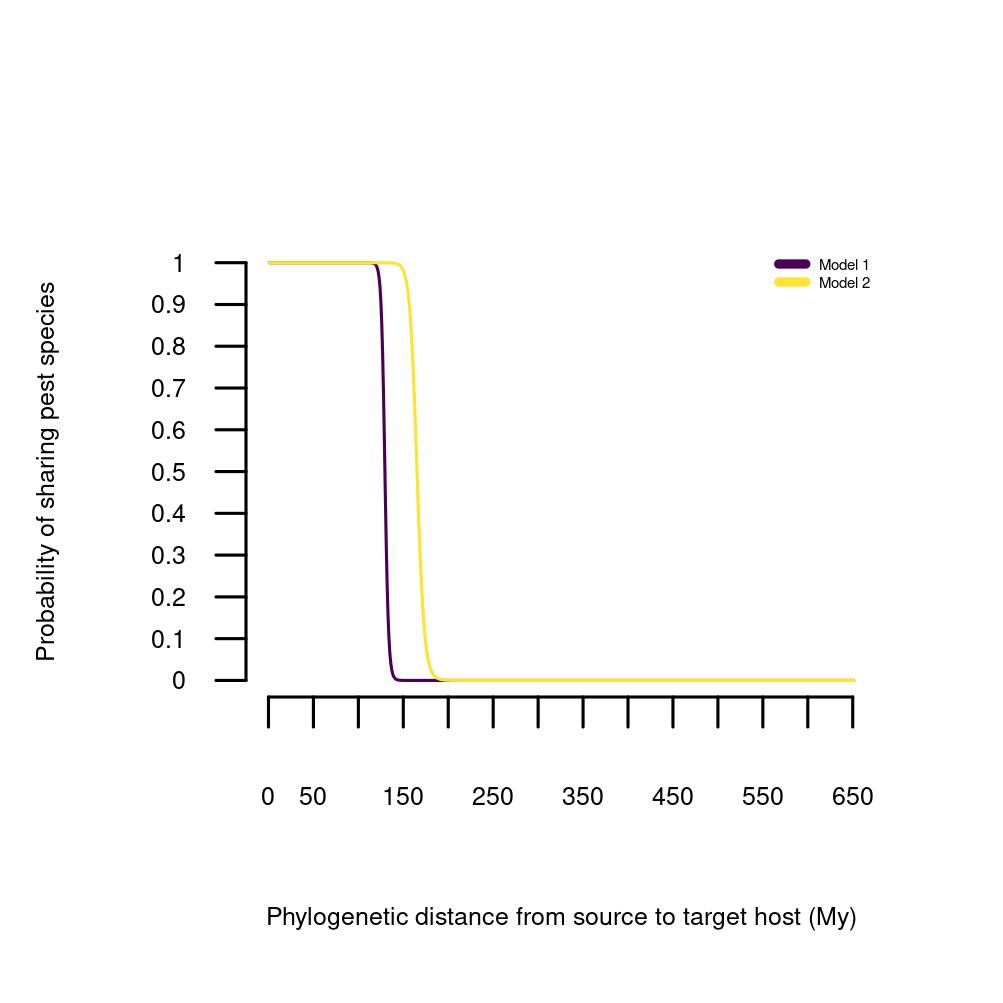 Model 1
Model 2
Probability of sharing pest species
1
0.9
0.8
0.7
0.6
0.5
0.4
0.3
0.2
0.1
0
0 50 150 250 350 450 550 650
Phylogenetic distance from source to target host (My)